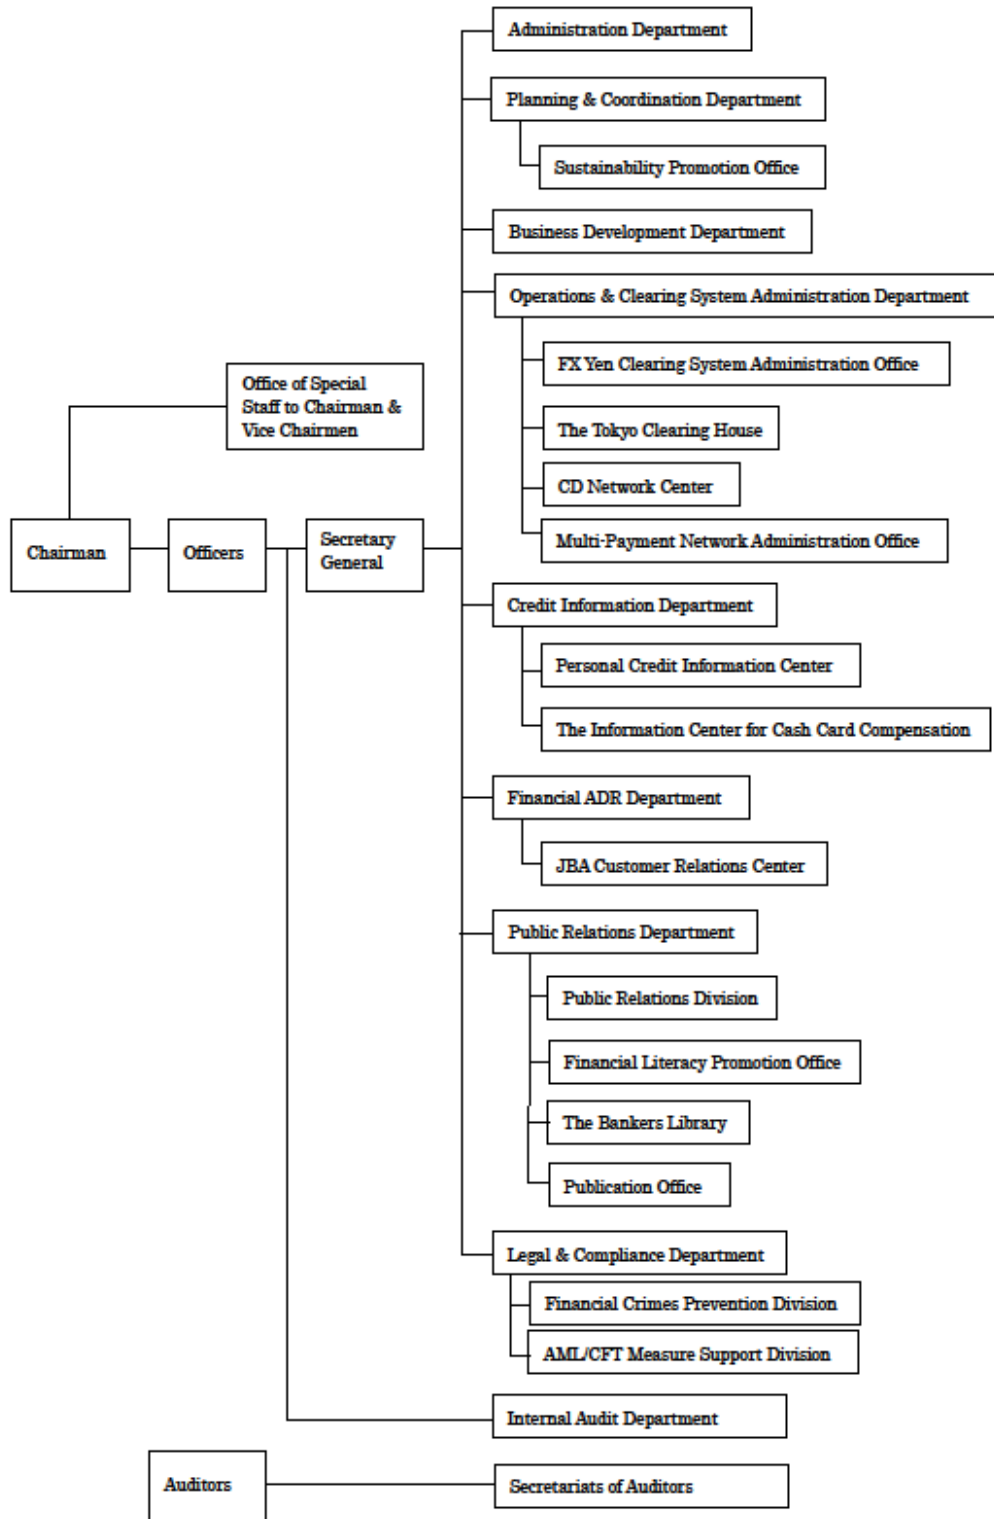 Administration Department
Planning & Coordination Department
Sustainability Promotion Office
Business Development Department
Operations & Clearing System Administration Department
FX Yen Clearing System Administration Office
Office of Special
Staff to Chairman &
Vice Chairmen
The Tokyo Clearing House
CD Network Center
Chairman
Officers
Secretary
General
Multi-Payment Network Administration Office
Credit Information Department
Personal Credit Information Center
The Information Center for Cash Card Compensation
Financial ADR Department
JBA Customer Relations Center
Public Relations Department
Public Relations Division
Financial Literacy Promotion Office
The Bankers Library
Publication Office
Legal & Compliance Department
Financial Crimes Prevention Division
AML/CFT Measure Support Division
Internal Audit Department
Auditors
Secretariats of Auditors